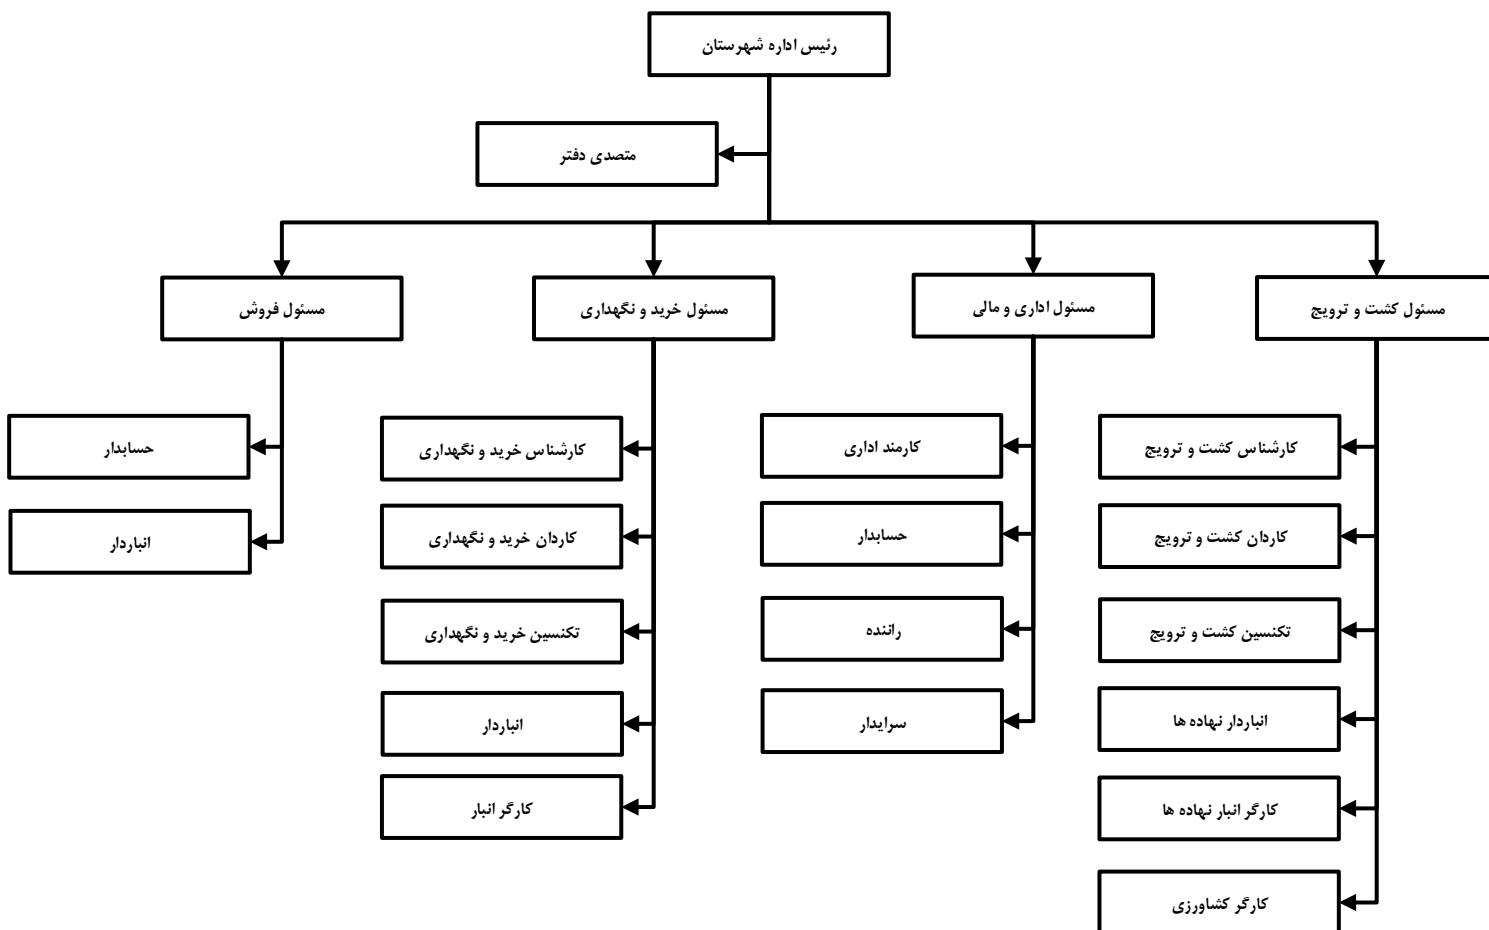 رئیس اداره شهرستان
متصدی دفتر
مسئول کشت و ترویج
مسئول اداری و مالی
مسئول خرید و نگهداری
مسئول فروش
کارشناس کشت و ترویج
کاردان کشت و ترویج
تکنسین کشت و ترویج
انباردار نهاده ها
کارگر انبار نهاده ها
کارگر کشاورزی
کارمند اداری
حسابدار
راننده
سرایدار
کارشناس خرید و نگهداری
کاردان خرید و نگهداری
تکنسین خرید و نگهداری
انباردار
کارگر انبار
حسابدار
انباردار